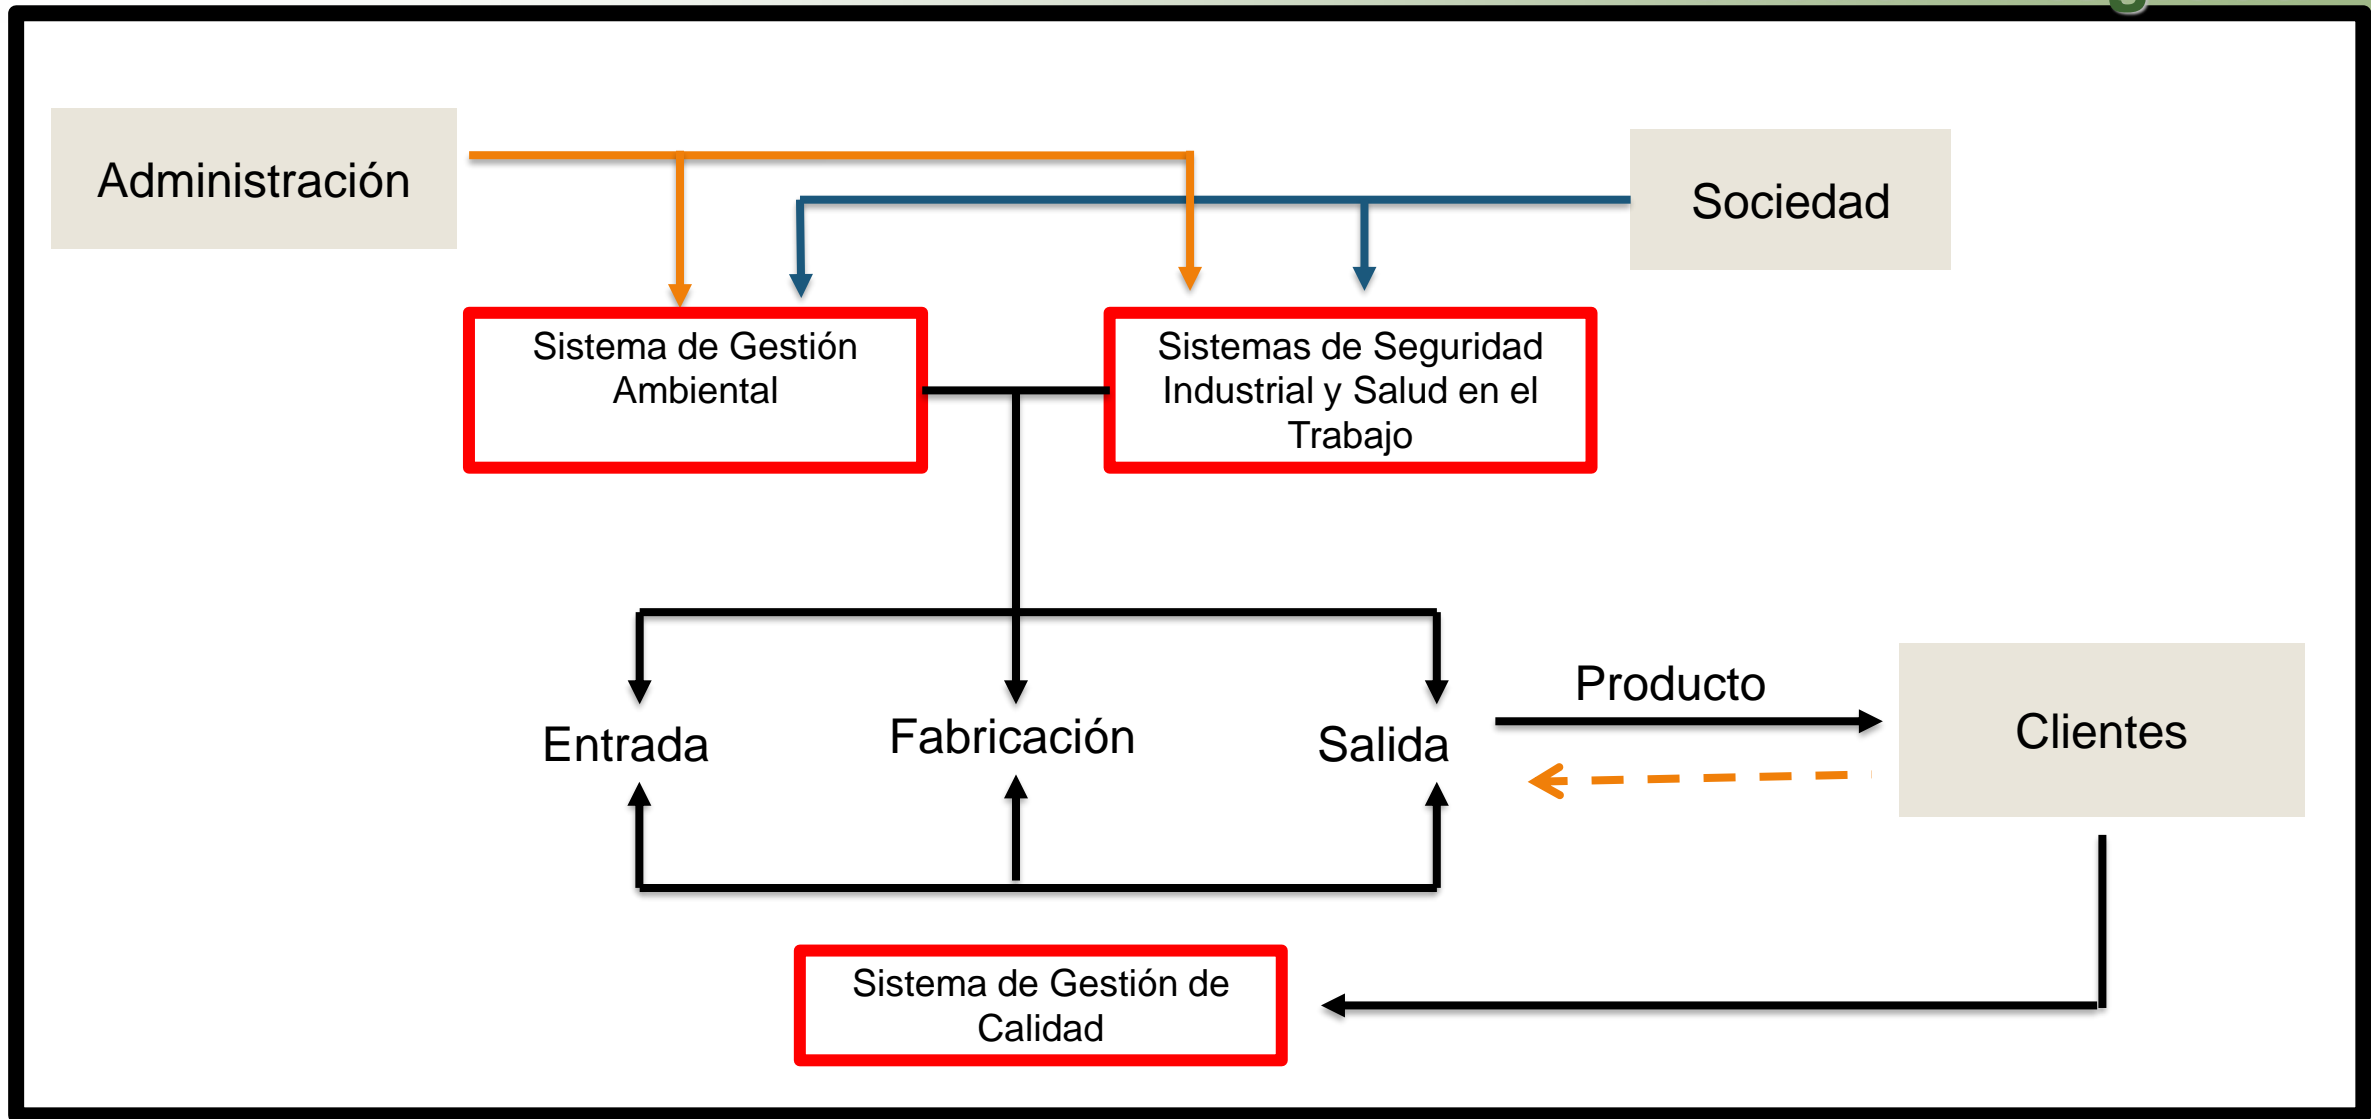 Administración
Sociedad
Sistema de Gestión
Ambiental
Sistemas de Seguridad
Industrial y Salud en el
Trabajo
Entrada
Fabricación
Salida
Producto
Clientes
Sistema de Gestión de
Calidad